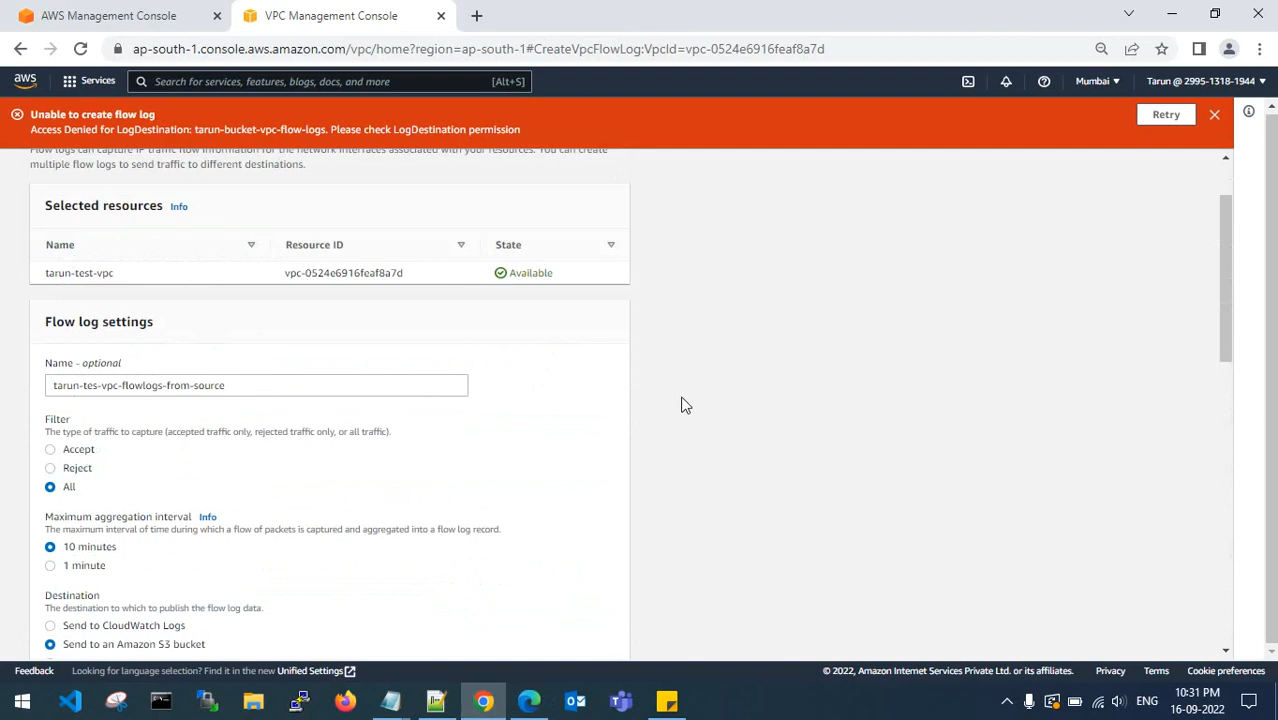 AWS Management Console
VPC Management Console
ap-south-1.console.aws.amazon.com/vpc/home?region=ap-south-1#CreateVpcFlowLog:VpcId=vpc-0524e6916feaf8a7d
aws
Services
Search for services, features, blogs, docs, and more
[Alt+S]
Mumbai
Tarun @ 2995-1318-1944
Unable to create flow log
Access Denied for LogDestination: tarun-bucket-vpc-flow-logs. Please check LogDestination permission
Retry
Flow logs can capture IP traffic flow information for the network interfaces associated with your resources. You can create
multiple flow logs to send traffic to different destinations.
Selected resources Info
Name
Resource ID
State
tarun-test-vpc
vpc-0524e6916feaf8a7d
Available
Flow log settings
Name - optional
tarun-tes-vpc-flowlogs-from-source
Filter
The type of traffic to capture (accepted traffic only, rejected traffic only, or all traffic).
Accept
Reject
All
Maximum aggregation interval Info
The maximum interval of time during which a flow of packets is captured and aggregated into a flow log record.
10 minutes
1 minute
Destination
The destination to which to publish the flow log data.
Send to CloudWatch Logs
Send to an Amazon S3 bucket
Feedback
Looking for language selection? Find it in the new Unified Settings
© 2022, Amazon Internet Services Private Ltd. or its affiliates.
Privacy
Terms
Cookie preferences
ENG
10:31 PM
16-09-2022